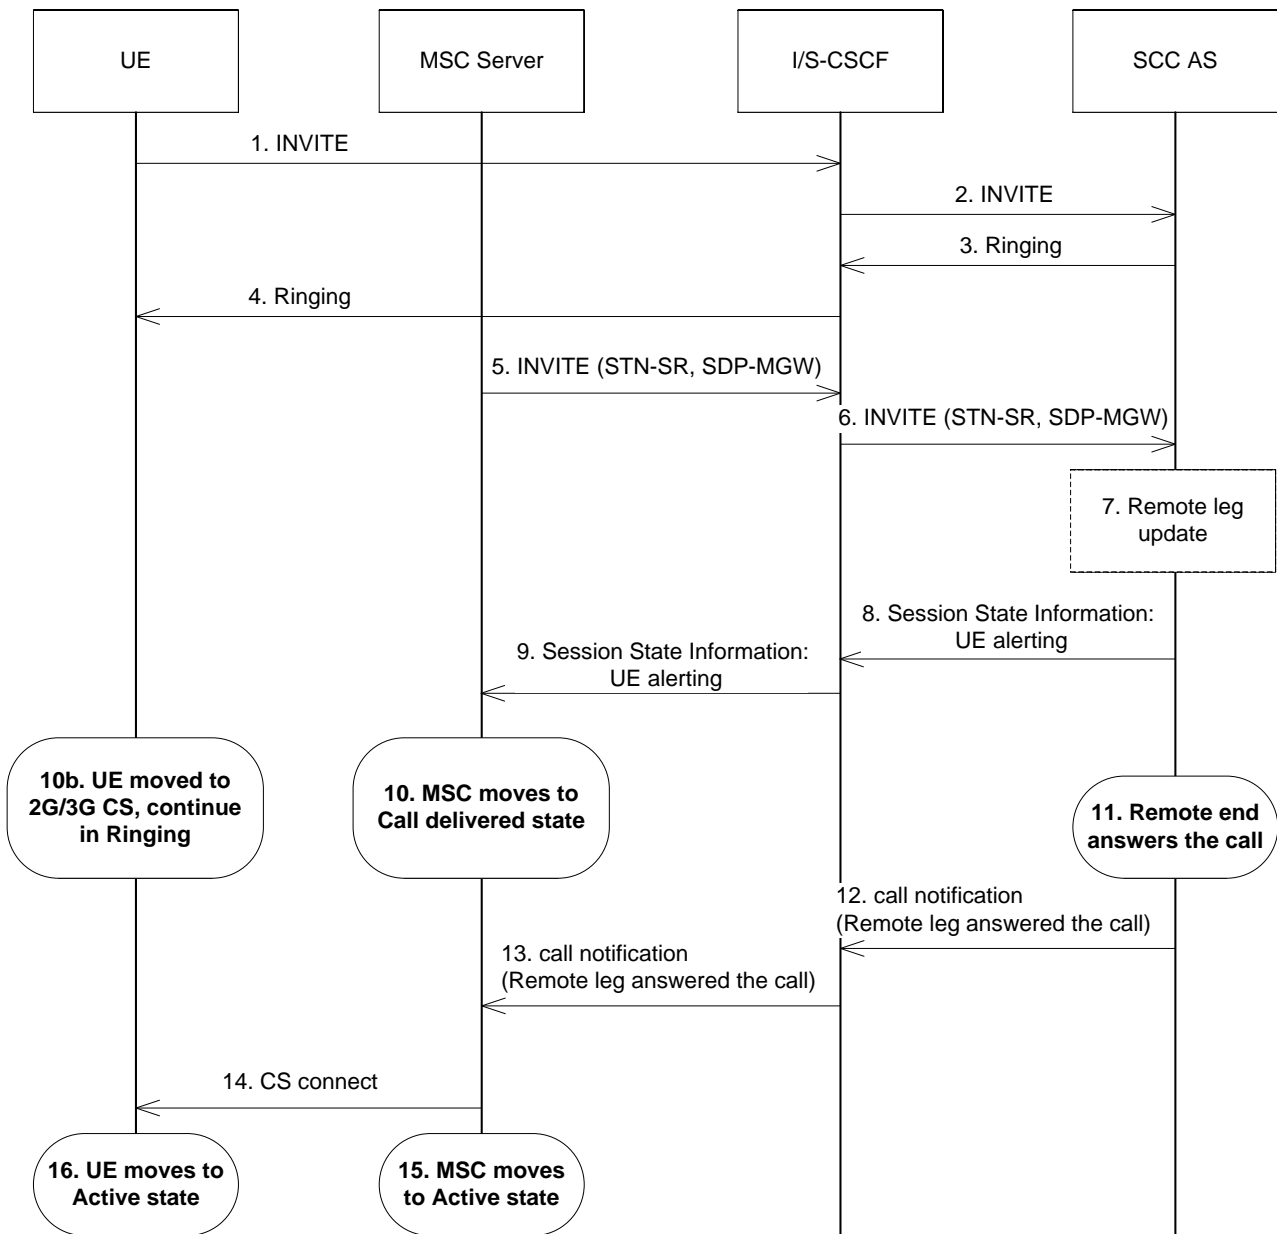 UE
MSC Server
I/S-CSCF
SCC AS
1. INVITE
2. INVITE
3. Ringing
4. Ringing
5. INVITE (STN-SR, SDP-MGW)
6. INVITE (STN-SR, SDP-MGW)
7. Remote leg
update
8. Session State Information:
UE alerting
9. Session State Information:
UE alerting
10b. UE moved to
2G/3G CS, continue
in Ringing
10. MSC moves to
Call delivered state
11. Remote end
answers the call
12. call notification
(Remote leg answered the call)
13. call notification
(Remote leg answered the call)
14. CS connect
16. UE moves to
Active state
15. MSC moves
to Active state